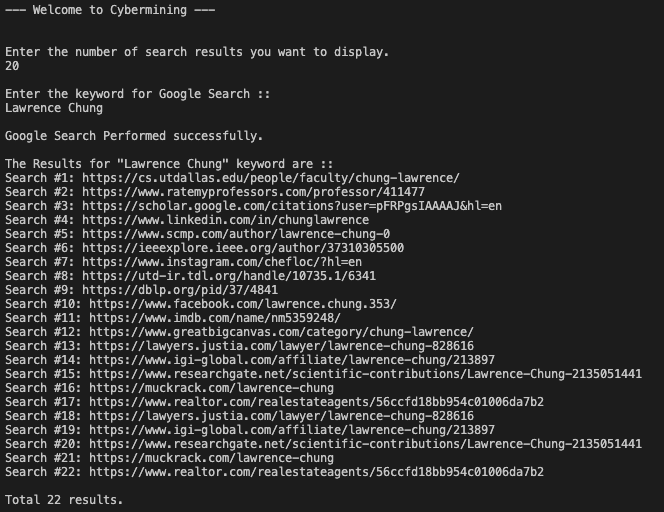 --- Welcome to Cybermining ---
Enter the number of search results you want to display.
20
Enter the keyword for Google Search ::
Lawrence Chung
Google Search Performed successfully.
The Results for "Lawrence Chung" keyword are ::
Search #1: https://cs.utdallas.edu/people/faculty/chung-lawrence/
Search #2: https://www.ratemyprofessors.com/professor/411477
Search #3: https://scholar.google.com/citations?user=pFRPgsIAAAAJ&hl=en
Search #4: https://www.linkedin.com/in/chunglawrence
Search #5: https://www.scmp.com/author/lawrence-chung-0
Search #6: https://ieeexplore.ieee.org/author/37310305500
Search #7: https://www.instagram.com/chefloc/?hl=en
Search #8: https://utd-ir.tdl.org/handle/10735.1/6341
Search #9: https://dblp.org/pid/37/4841
Search #10: https://www.facebook.com/lawrence.chung.353/
Search #11: https://www.imdb.com/name/nm5359248/
Search #12: https://www.greatbigcanvas.com/category/chung-lawrence/
Search #13: https://lawyers.justia.com/lawyer/lawrence-chung-828616
Search #14: https://www.igi-global.com/affiliate/lawrence-chung/213897
Search #15: https://www.researchgate.net/scientific-contributions/Lawrence-Chung-2135051441
Search #16: https://muckrack.com/lawrence-chung
Search #17: https://www.realtor.com/realestateagents/56ccfd18bb954c01006da7b2
Search #18: https://lawyers.justia.com/lawyer/lawrence-chung-828616
Search #19: https://www.igi-global.com/affiliate/lawrence-chung/213897
Search #20: https://www.researchgate.net/scientific-contributions/Lawrence-Chung-2135051441
Search #21: https://muckrack.com/lawrence-chung
Search #22: https://www.realtor.com/realestateagents/56ccfd18bb954c01006da7b2
Total 22 results.